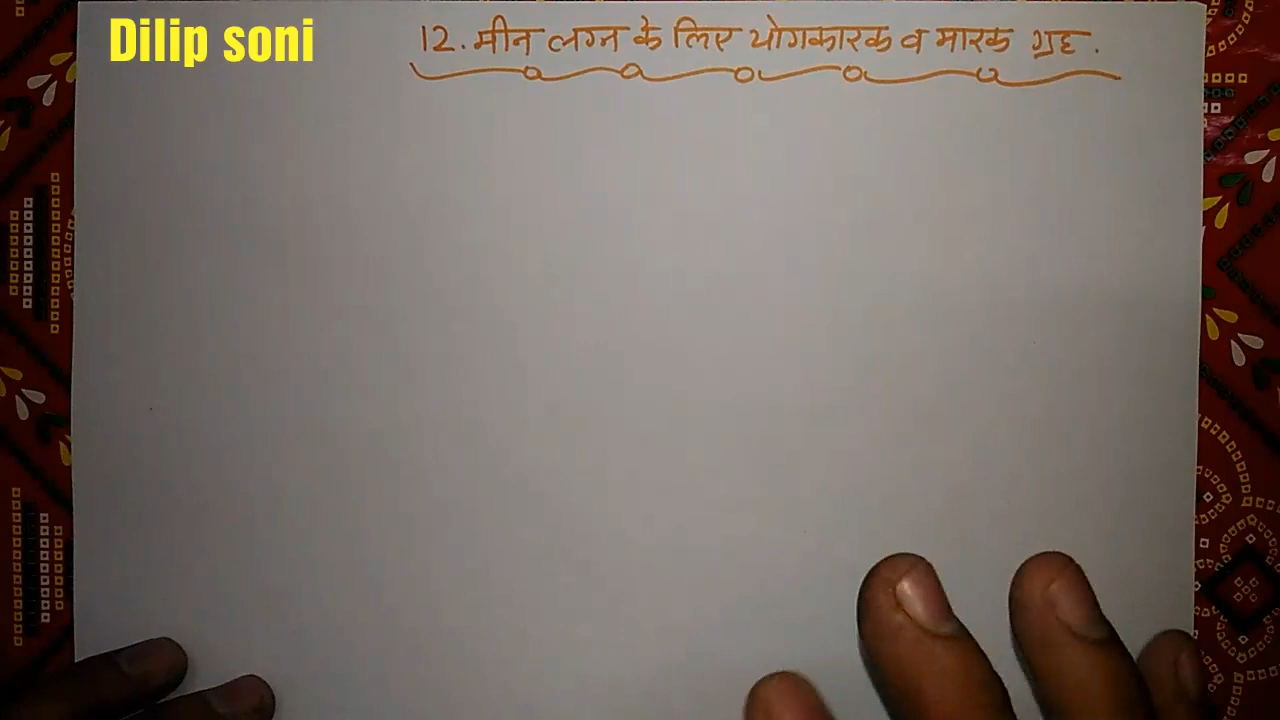 Dilip soni
12. मीन लग्न के लिए योगकारक व मारक ग्रह.